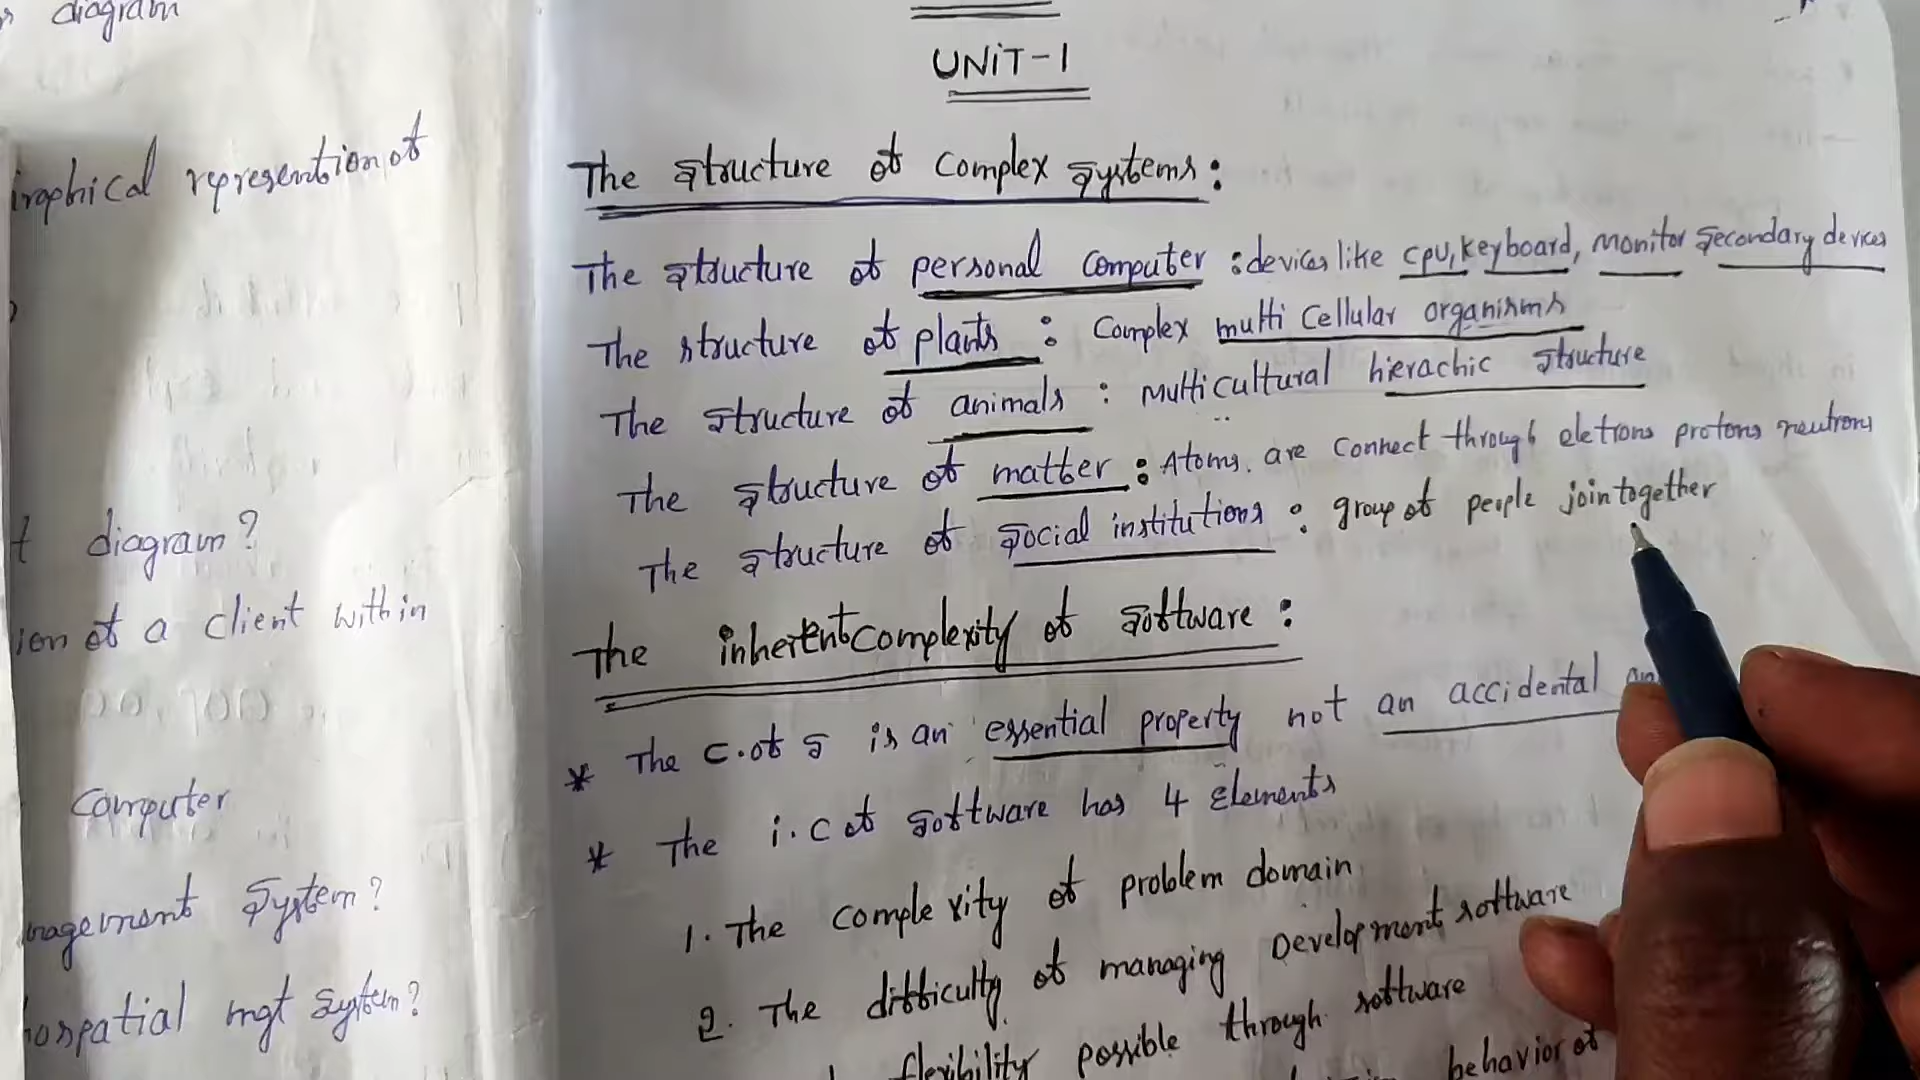 diagram
represention of
diagram?
of a client within
Computer
System?
mgt System?
UNIT-1
The structure of Complex Systems:
The structure of personal computer : devices like cpu, keyboard, monitor Secondary devices
The structure of plants : Complex multi Cellular organisms
The structure of animals : Multicultural hierachic structure
The structure of matter : Atoms. are connect through eletrons protons neutrons
The structure of Social institutions : group of people join together
The inherent complexity of Software :
* The C.of S is an essential property not an accidental
* The i.C of Software has 4 Elements
1. The Complexity of problem domain
2. The difficulty of managing Development software
flexibility possible through software
behavior of